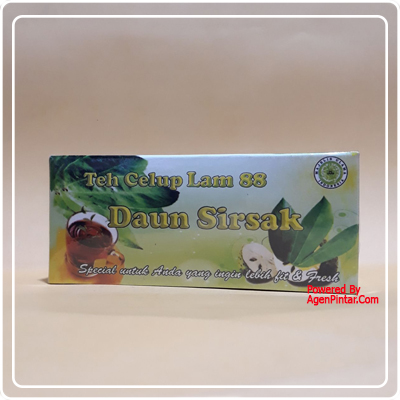 Teh Celup Lam 88
Daun Sirsak
Special untuk Anda yang ingin lebih fit & Fresh
Powered By
AgenPintar.Com